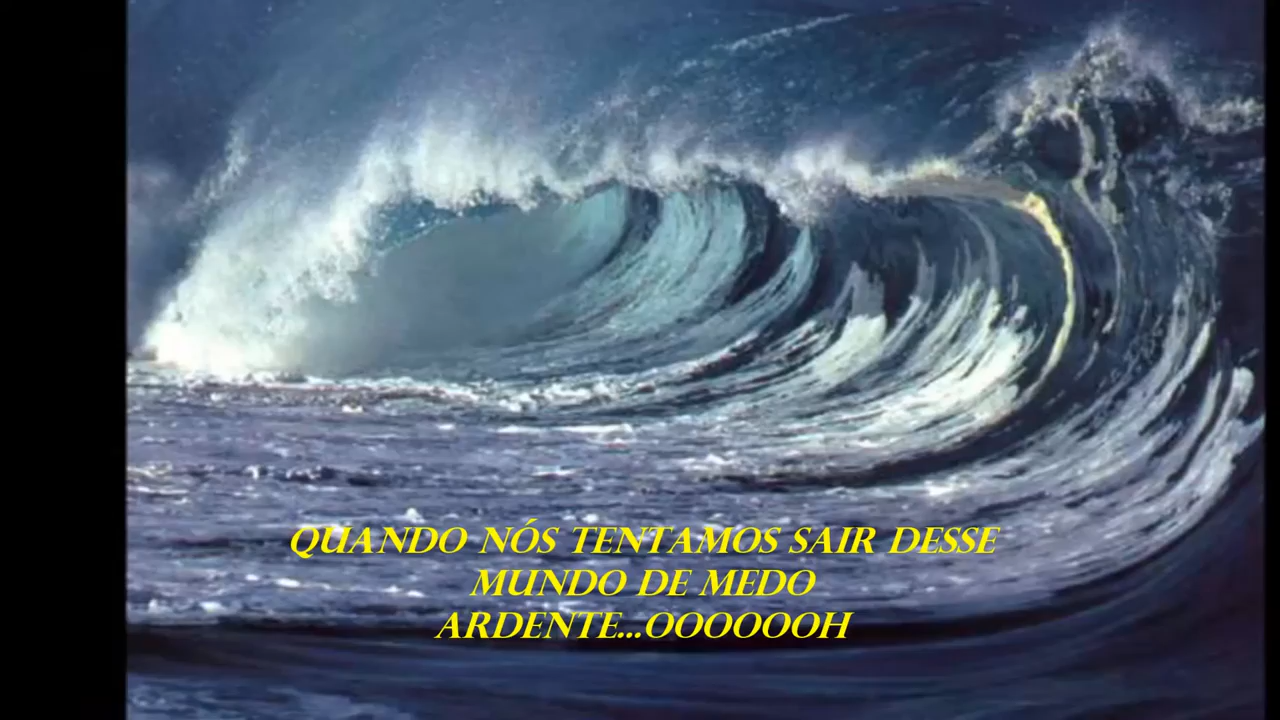 QUANDO NÓS TENTAMOS SAIR DESSE
MUNDO DE MEDO
ARDENTE...OOOOOOH